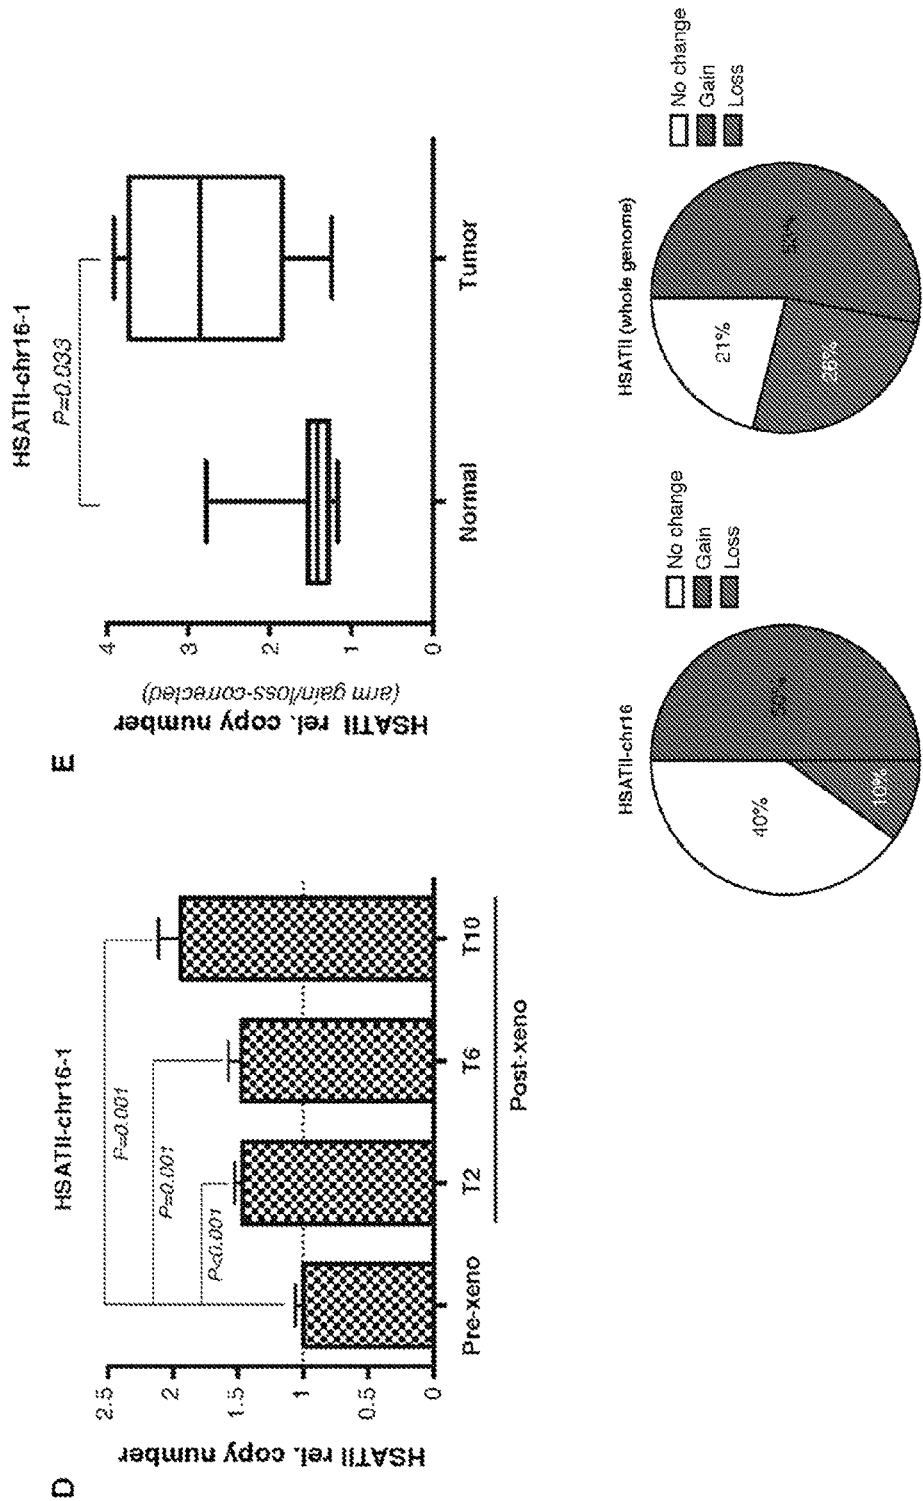 D
HSATII-chr16-1
HSATII rel. copy number
2.5
2
1.5
1
0.5
0
P=0.001
P=0.001
P<0.001
Pre-xeno
T2
T6
T10
Post-xeno
E
HSATII-chr16-1
P=0.033
HSATII rel. copy number
(arm gain/loss-corrected)
4
3
2
1
0
Normal
Tumor
HSATII-chr16
40%
10%
No change
Gain
Loss
HSATII (whole genome)
21%
26%
No change
Gain
Loss